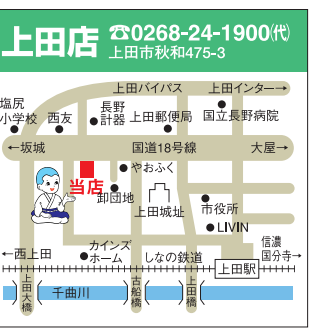 上田店
☎0268-24-1900㈹
上田市秋和475-3
上田バイパス
上田インター→
塩尻
小学校
西友
長野
計器
上田郵便局
国立長野病院
←坂城
国道18号線
大屋→
やおふく
当店
卸団地
上田城址
市役所
LIVIN
←西上田
カインズ
ホーム
しなの鉄道
上田駅
信濃
国分寺→
上田大橋
千曲川
古船橋
上田橋